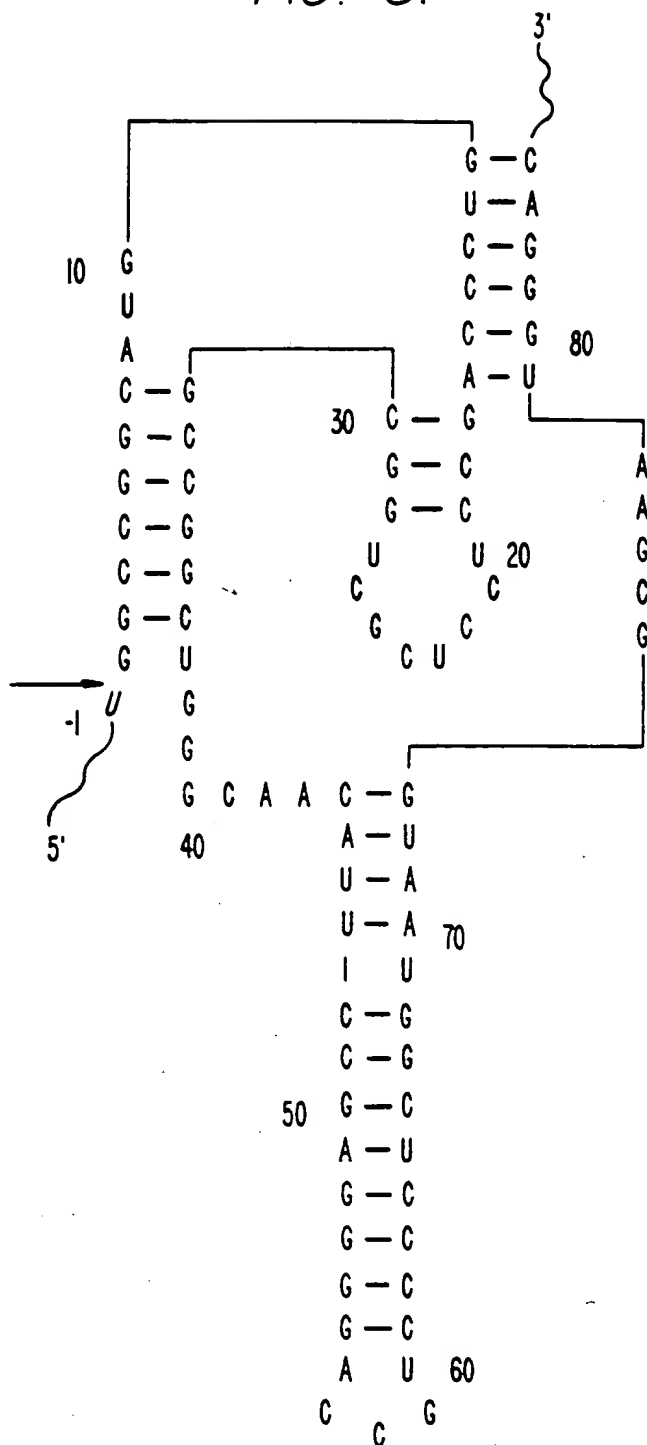 3'
G – C
U – A
C – G
10 G
C – G
U
C – G 80
A
A – U
C – G
30 C – G
G – C
G – C A
G – C
G – C A
C – G
U U 20 G
C – G
C C C
G – C
G C G
G U C U
U G
-1
G
G C A A C – G
5' 40 A – U
U – A
U – A 70
I U
C – G
C – G
50 G – C
A – U
G – C
G – C
G – C
G – C
A U 60
C G
C